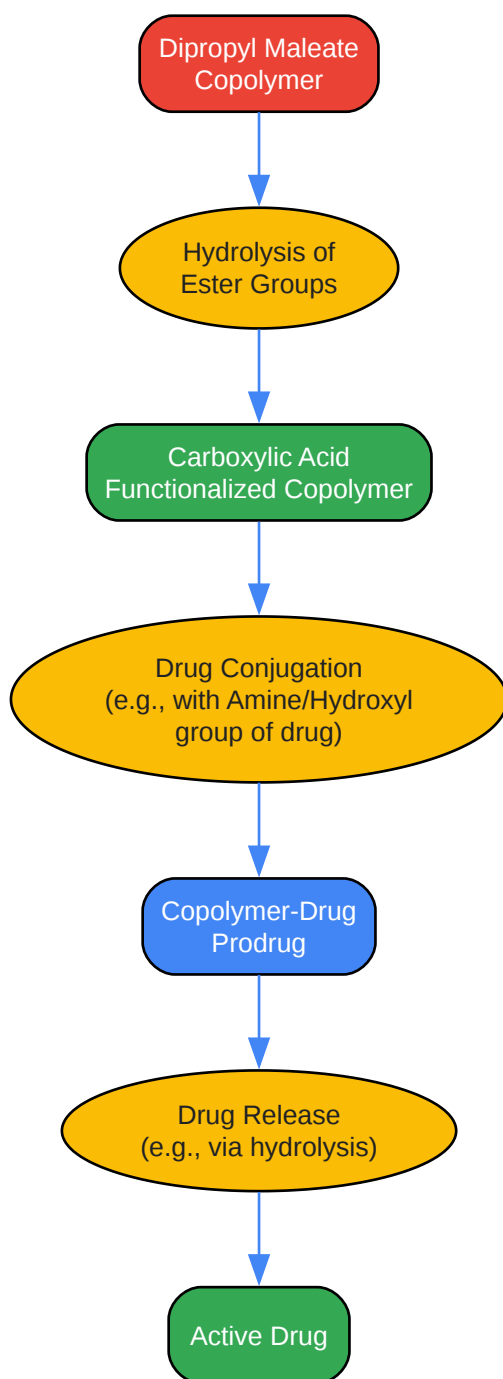 Dipropyl Maleate
Copolymer
Hydrolysis of
Ester Groups
Carboxylic Acid
Functionalized Copolymer
Drug Conjugation
(e.g., with Amine/Hydroxyl
group of drug)
Copolymer-Drug
Prodrug
Drug Release
(e.g., via hydrolysis)
Active Drug